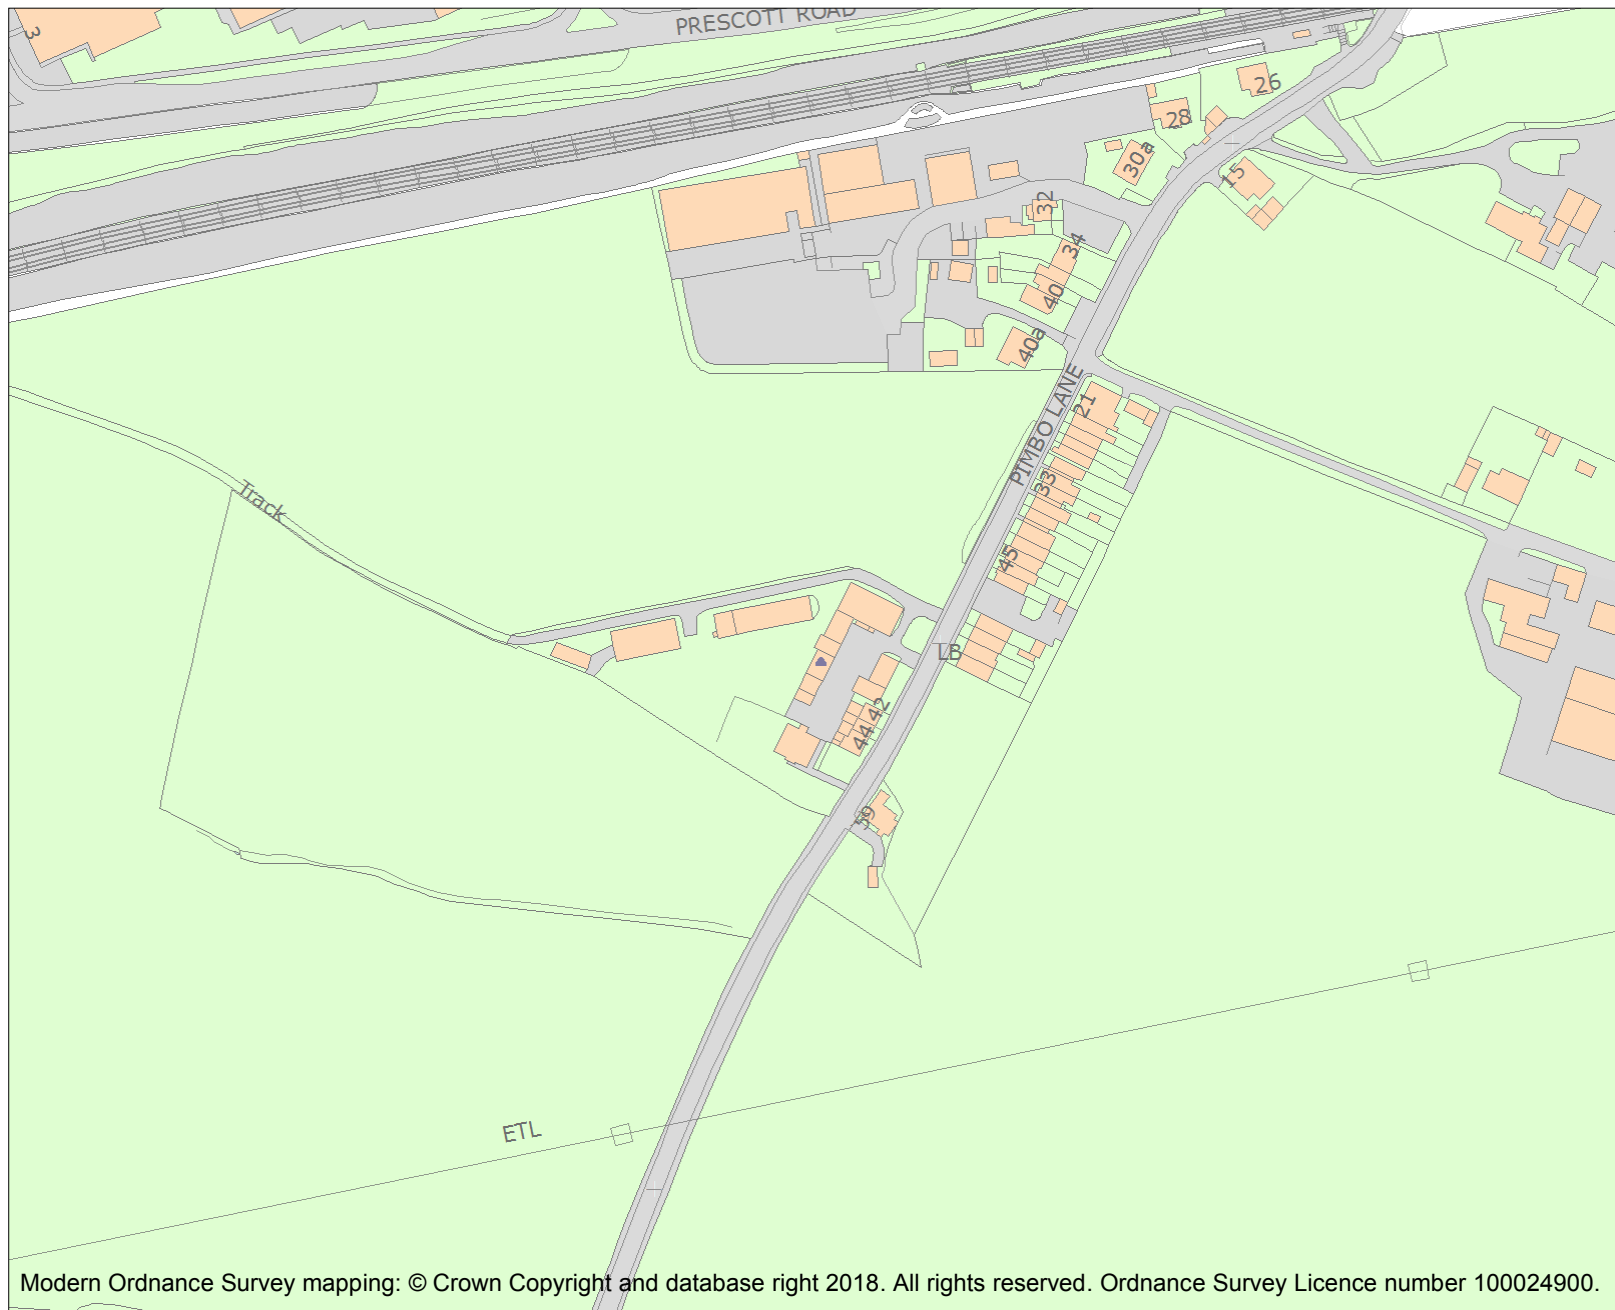 PRESCOTT ROAD
3
26
28
30a
15
32
34
40
40a
PIMBO LANE
21
33
Track
45
LB
42
44
59
ETL
Modern Ordnance Survey mapping: © Crown Copyright and database right 2018. All rights reserved. Ordnance Survey Licence number 100024900.